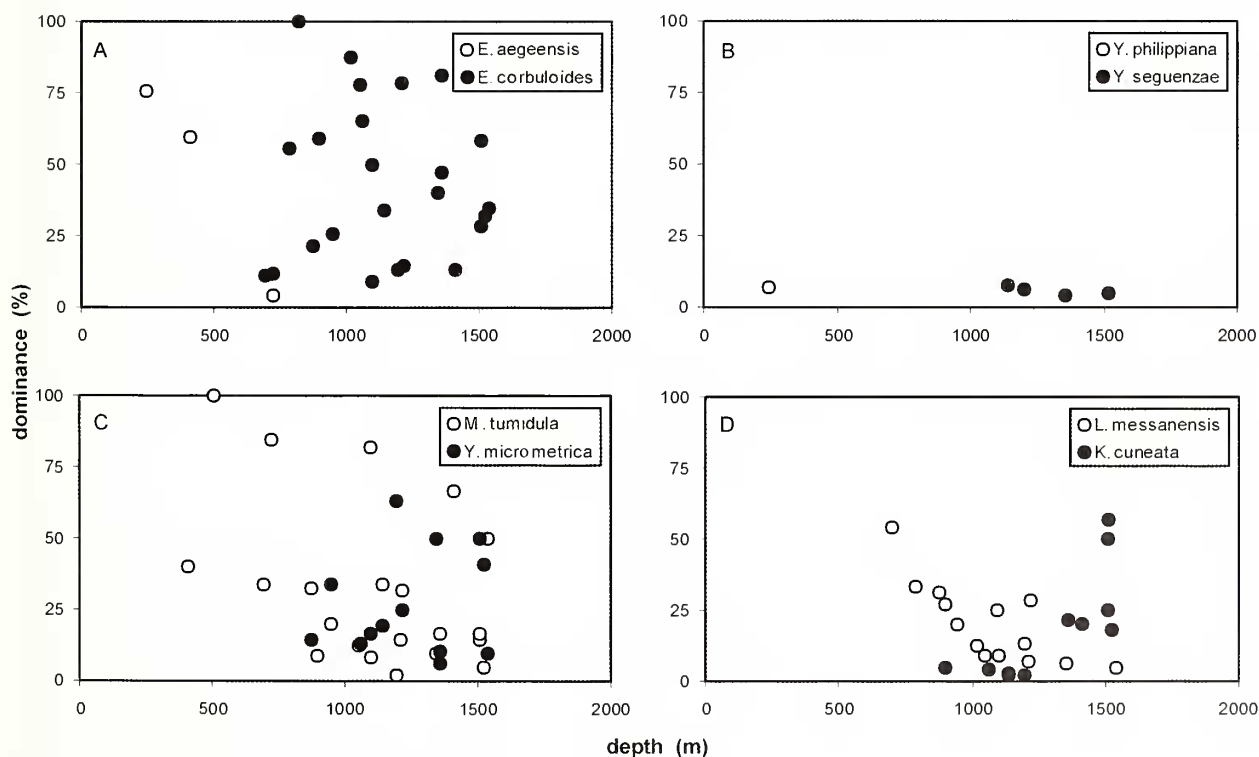 A
E. aegeensis
E. corbuloides
100
75
50
25
0
0 500 1000 1500 2000
B
Y. philippiana
Y. seguenzae
100
75
50
25
0
0 500 1000 1500 2000
dominance (%)
C
M. tumidula
Y. micrometrica
100
75
50
25
0
0 500 1000 1500 2000
D
L. messanensis
K. cuneata
100
75
50
25
0
0 500 1000 1500 2000
depth (m)